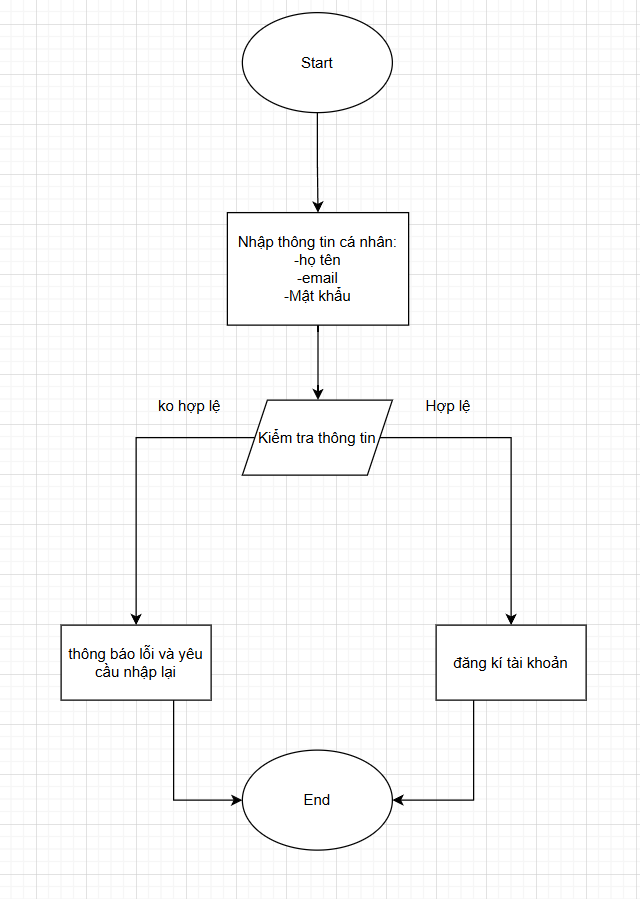 Start
Nhập thông tin cá nhân:
-họ tên
-email
-Mật khẩu
ko hợp lệ
Hợp lệ
Kiểm tra thông tin
thông báo lỗi và yêu
cầu nhập lại
đăng kí tài khoản
End